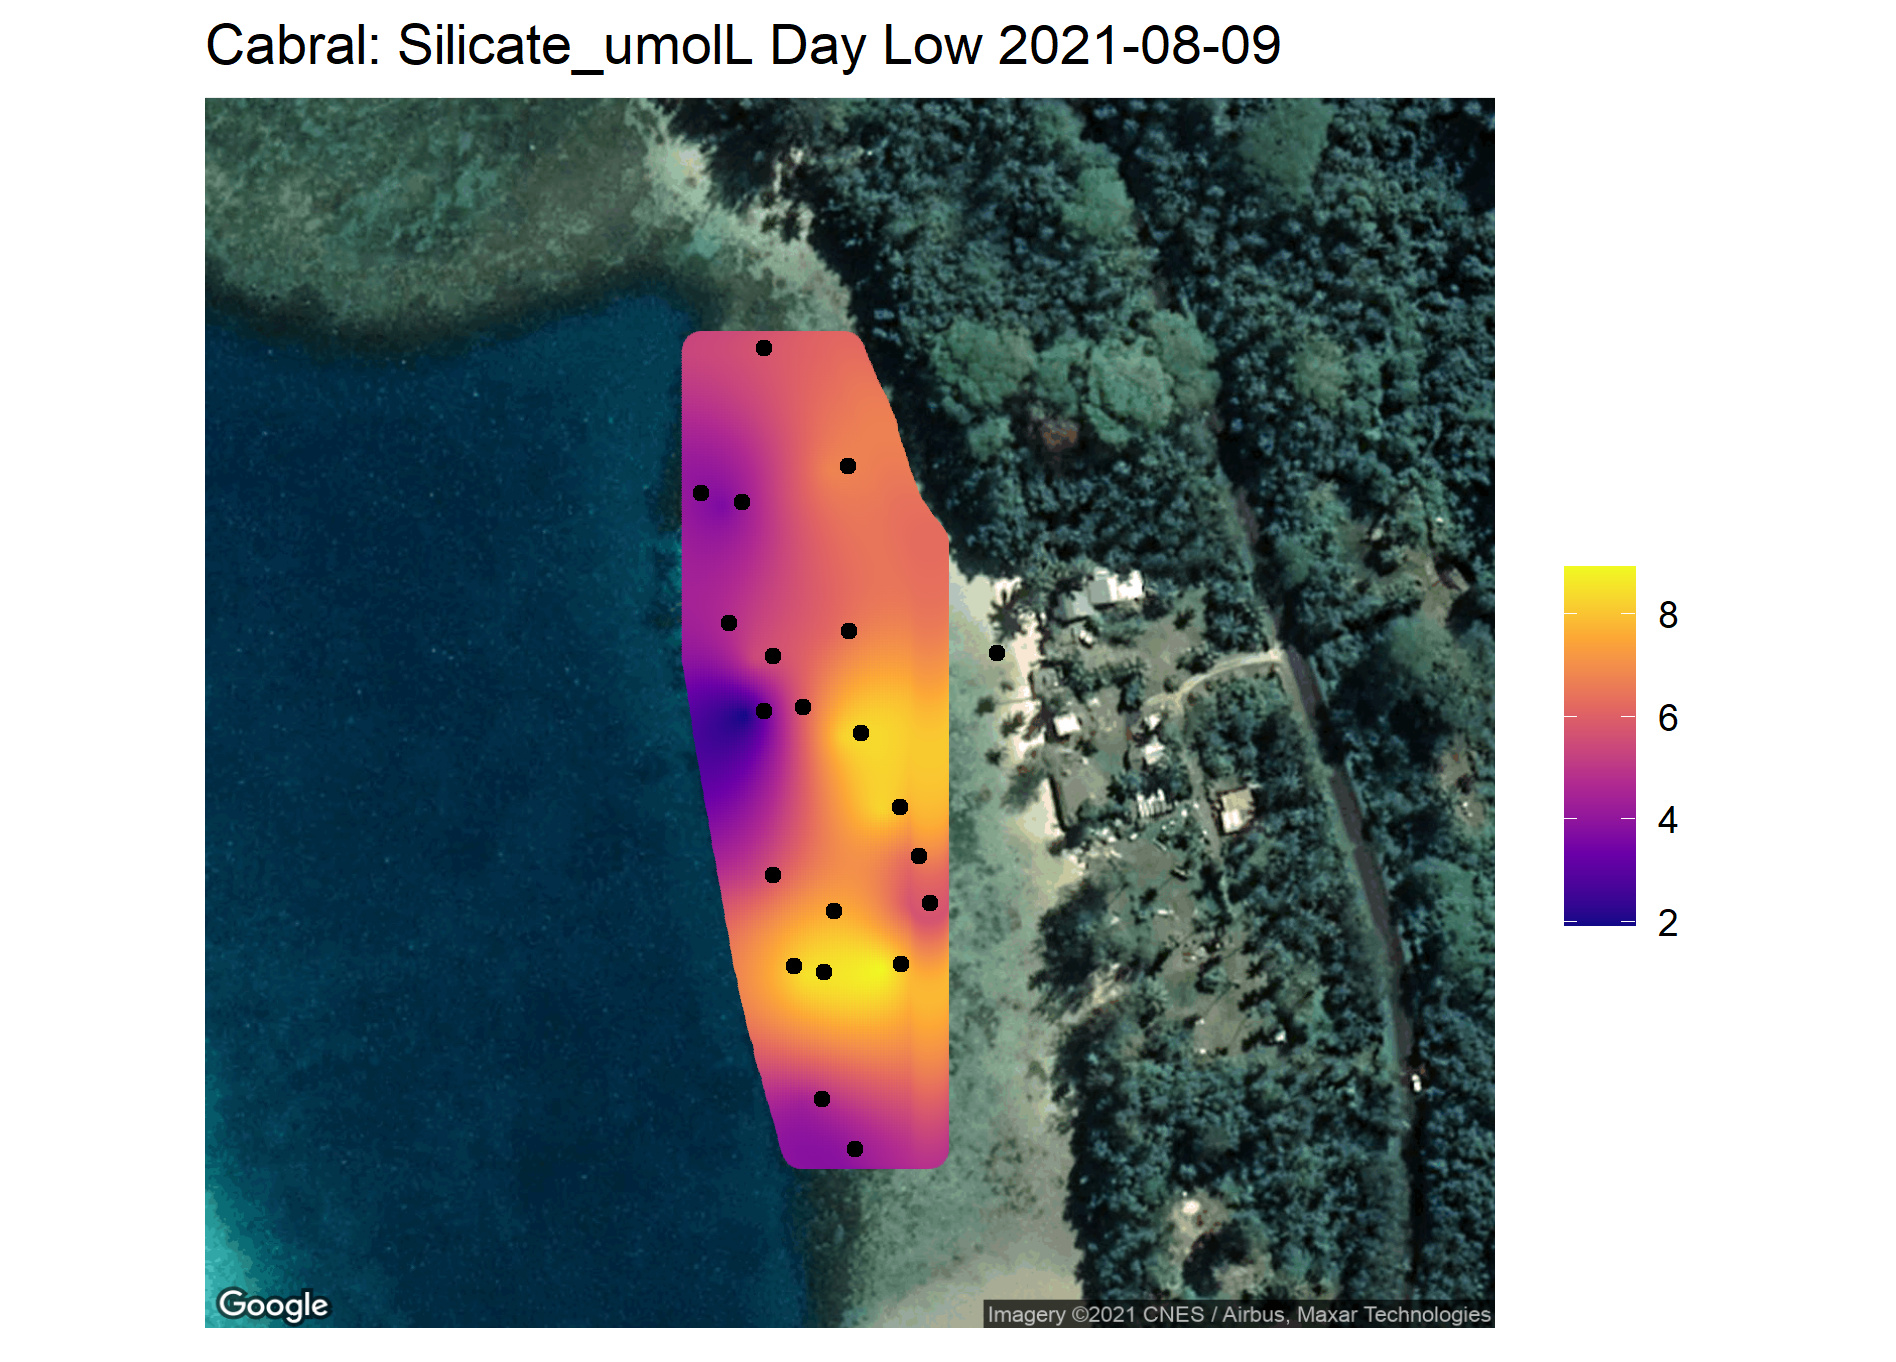 Cabral: Silicate_umolL Day Low 2021-08-09
8
6
4
2
Google
Imagery ©2021 CNES / Airbus, Maxar Technologies